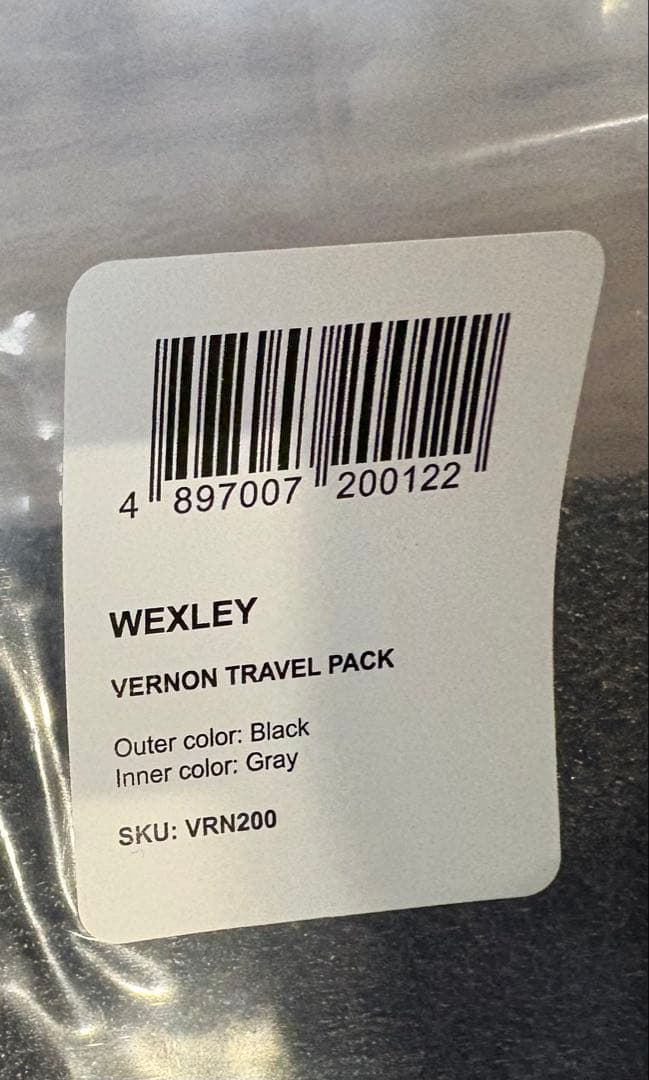 4 897007 200122
WEXLEY
VERNON TRAVEL PACK
Outer color: Black
Inner color: Gray
SKU: VRN200